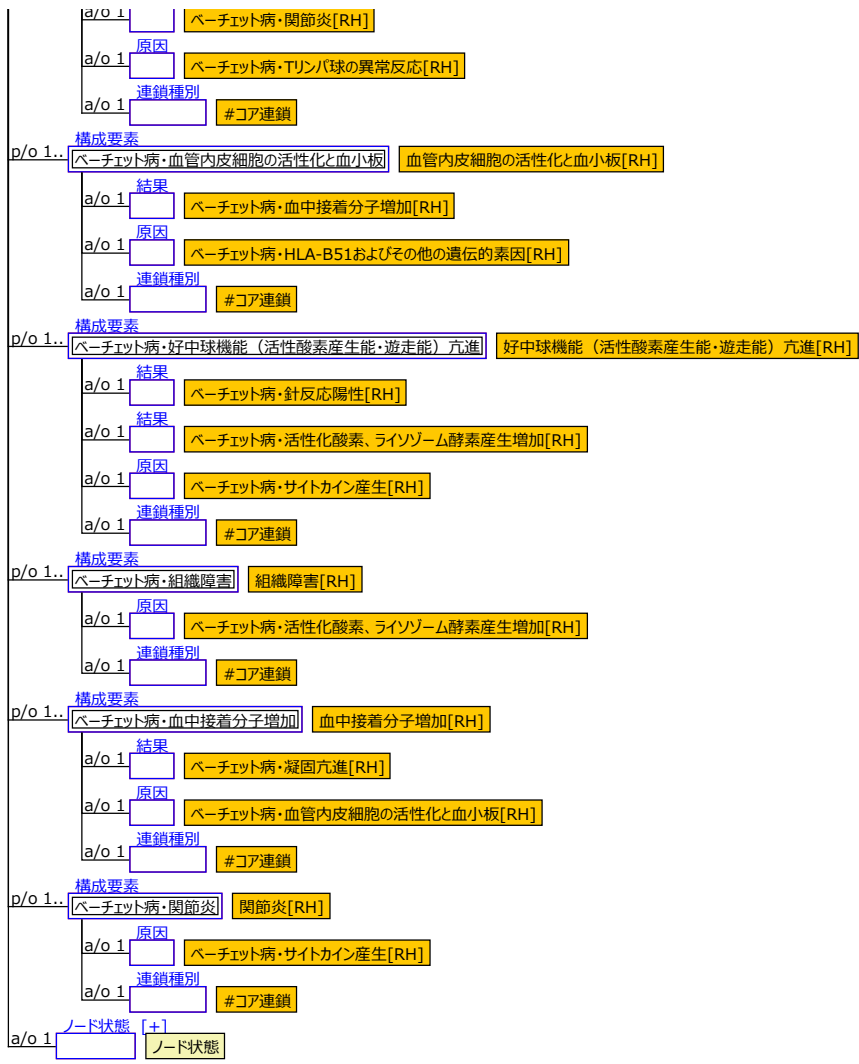 a/o 1 ベーチェット病・関節炎[RH]
原因
a/o 1 ベーチェット病・Tリンパ球の異常反応[RH]
連鎖種別
a/o 1 #コア連鎖
構成要素
p/o 1.. ベーチェット病・血管内皮細胞の活性化と血小板 血管内皮細胞の活性化と血小板[RH]
結果
a/o 1 ベーチェット病・血中接着分子増加[RH]
原因
a/o 1 ベーチェット病・HLA-B51およびその他の遺伝的素因[RH]
連鎖種別
a/o 1 #コア連鎖
構成要素
p/o 1.. ベーチェット病・好中球機能（活性酸素産生能・遊走能）亢進 好中球機能（活性酸素産生能・遊走能）亢進[RH]
結果
a/o 1 ベーチェット病・針反応陽性[RH]
結果
a/o 1 ベーチェット病・活性化酸素、ライソゾーム酵素産生増加[RH]
原因
a/o 1 ベーチェット病・サイトカイン産生[RH]
連鎖種別
a/o 1 #コア連鎖
構成要素
p/o 1.. ベーチェット病・組織障害 組織障害[RH]
原因
a/o 1 ベーチェット病・活性化酸素、ライソゾーム酵素産生増加[RH]
連鎖種別
a/o 1 #コア連鎖
構成要素
p/o 1.. ベーチェット病・血中接着分子増加 血中接着分子増加[RH]
結果
a/o 1 ベーチェット病・凝固亢進[RH]
原因
a/o 1 ベーチェット病・血管内皮細胞の活性化と血小板[RH]
連鎖種別
a/o 1 #コア連鎖
構成要素
p/o 1.. ベーチェット病・関節炎 関節炎[RH]
原因
a/o 1 ベーチェット病・サイトカイン産生[RH]
連鎖種別
a/o 1 #コア連鎖
ノード状態 [+]
a/o 1 ノード状態